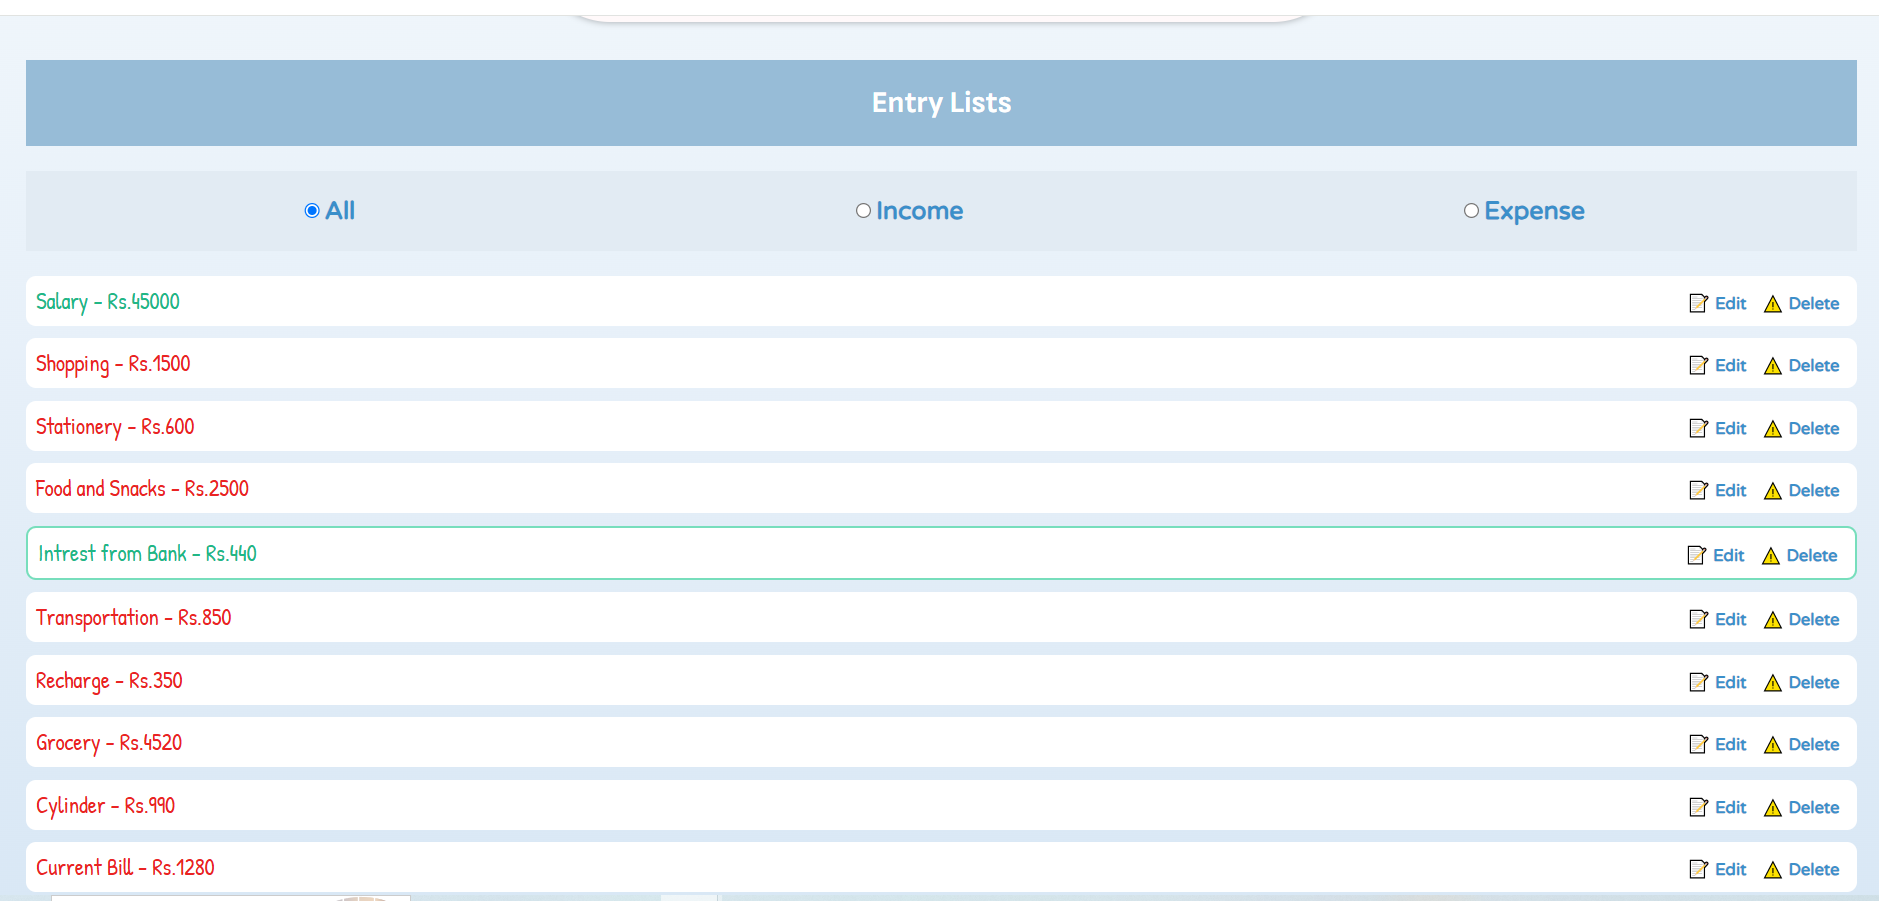 Entry Lists
All Income Expense
Salary - Rs.45000 Edit Delete
Shopping - Rs.1500 Edit Delete
Stationery - Rs.600 Edit Delete
Food and Snacks - Rs.2500 Edit Delete
Intrest from Bank - Rs.440 Edit Delete
Transportation - Rs.850 Edit Delete
Recharge - Rs.350 Edit Delete
Grocery - Rs.4520 Edit Delete
Cylinder - Rs.990 Edit Delete
Current Bill - Rs.1280 Edit Delete